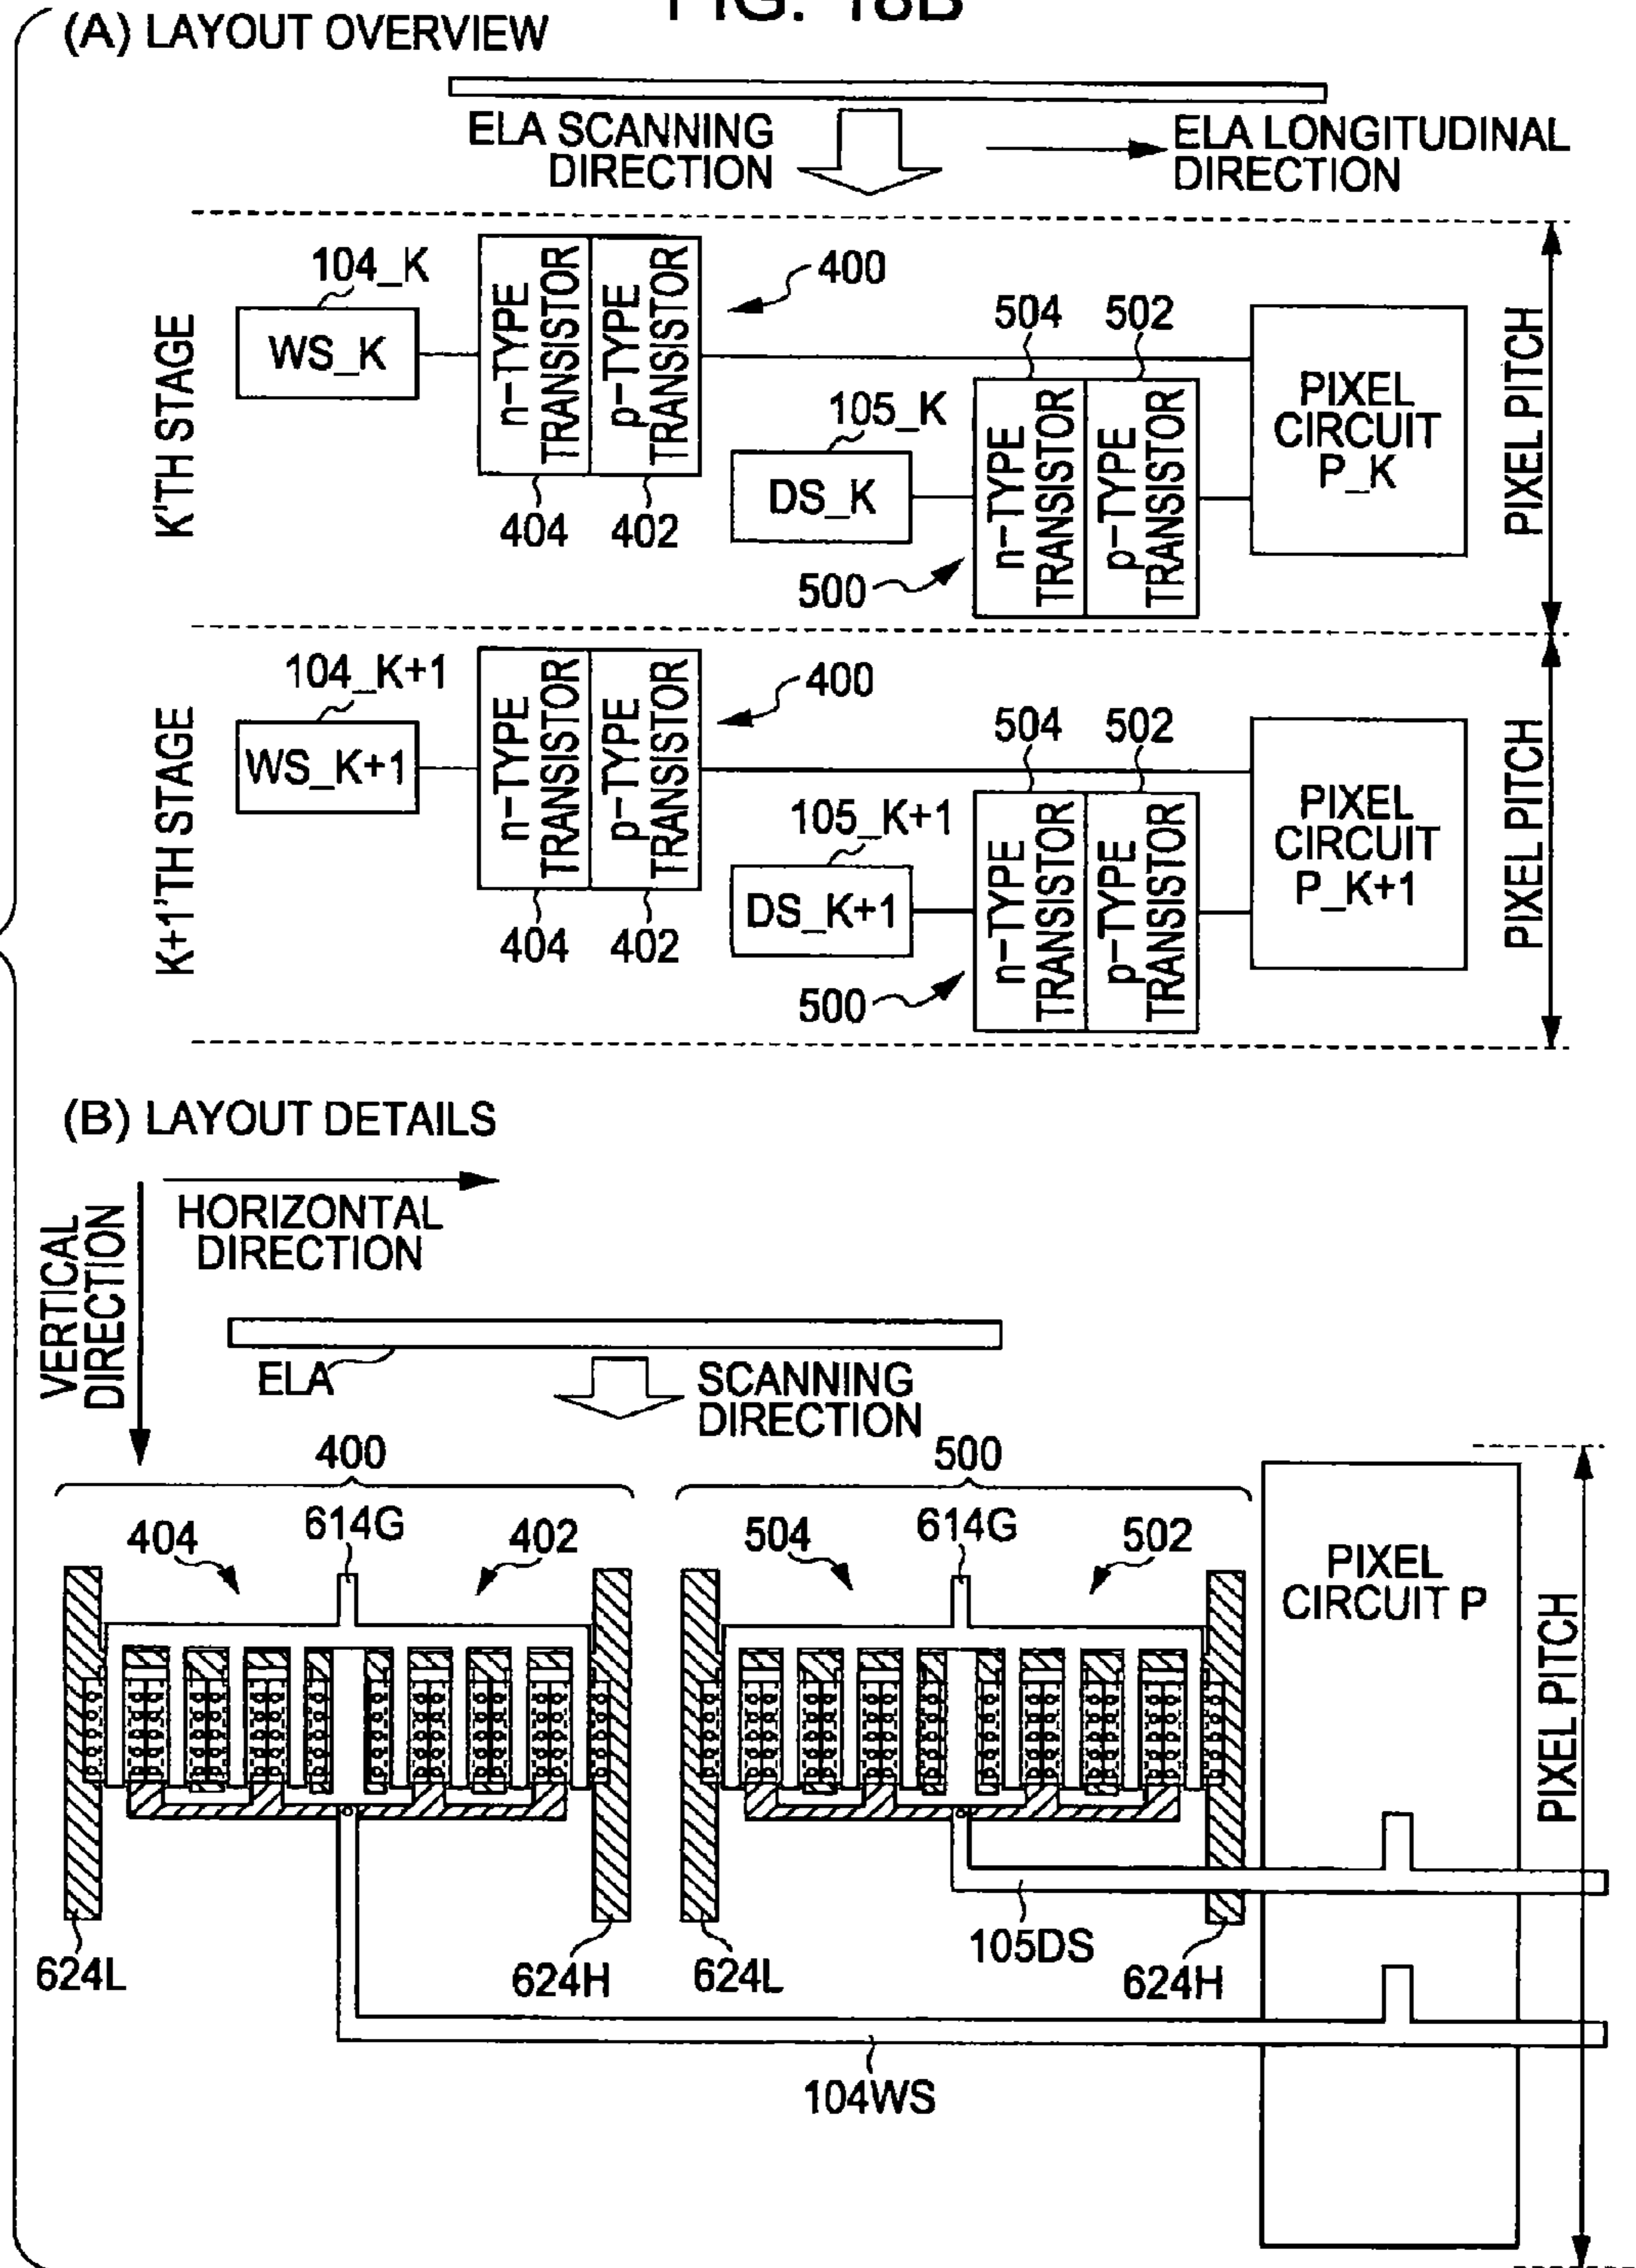 FIG. 18B
(A) LAYOUT OVERVIEW
ELA SCANNING
DIRECTION
ELA LONGITUDINAL
DIRECTION
K'TH STAGE
104_K
WS_K
n-TYPE
TRANSISTOR
p-TYPE
TRANSISTOR
400
404
402
105_K
DS_K
500
504
502
n-TYPE
TRANSISTOR
p-TYPE
TRANSISTOR
PIXEL
CIRCUIT
P_K
PIXEL PITCH
K+1'TH STAGE
104_K+1
WS_K+1
n-TYPE
TRANSISTOR
p-TYPE
TRANSISTOR
400
404
402
105_K+1
DS_K+1
500
504
502
n-TYPE
TRANSISTOR
p-TYPE
TRANSISTOR
PIXEL
CIRCUIT
P_K+1
PIXEL PITCH
(B) LAYOUT DETAILS
HORIZONTAL
DIRECTION
VERTICAL
DIRECTION
ELA
SCANNING
DIRECTION
400
500
404
614G
402
504
614G
502
PIXEL
CIRCUIT P
PIXEL PITCH
624L
624H
624L
105DS
624H
104WS